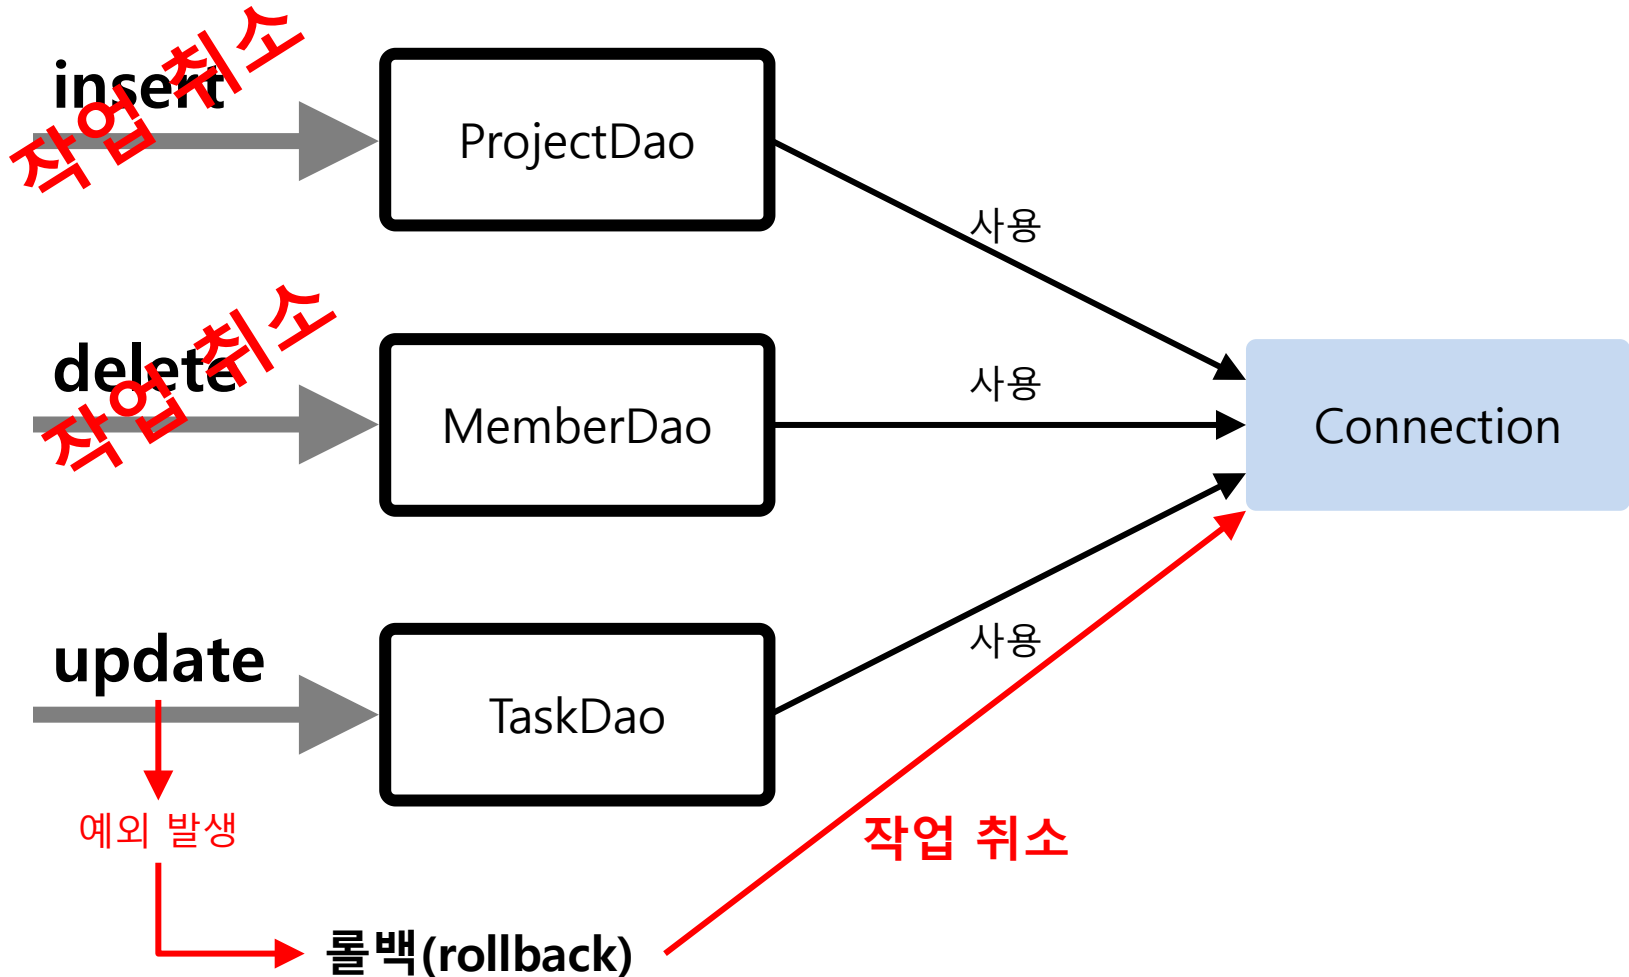 insert
작업 취소
ProjectDao
사용
delete
작업 취소
MemberDao
사용
Connection
update
TaskDao
사용
예외 발생
작업 취소
롤백(rollback)